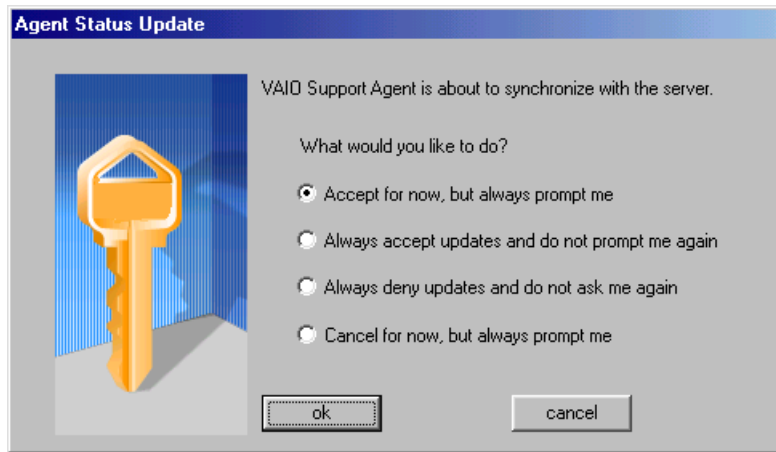 Agent Status Update
VAIO Support Agent is about to synchronize with the server.
What would you like to do?
Accept for now, but always prompt me
Always accept updates and do not prompt me again
Always deny updates and do not ask me again
Cancel for now, but always prompt me
ok
cancel